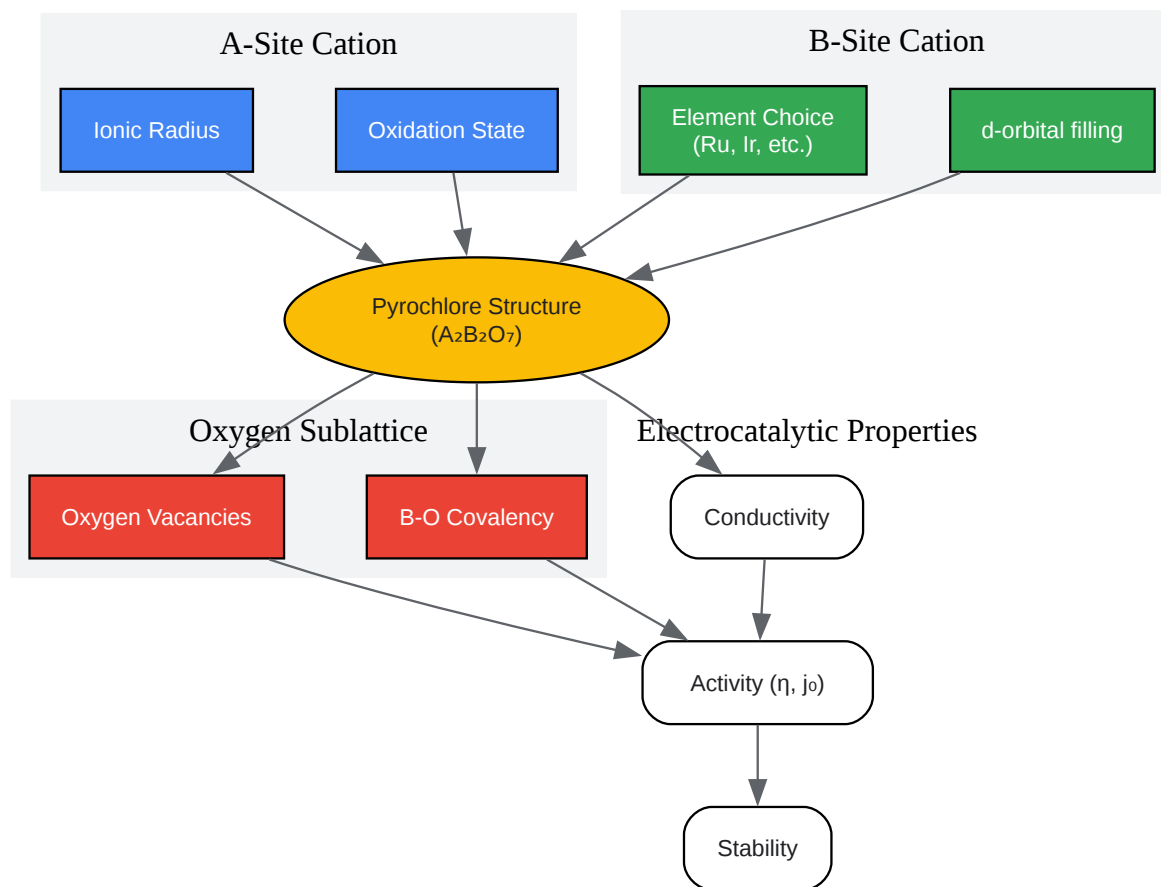 A-Site Cation
B-Site Cation
Ionic Radius
Oxidation State
Element Choice
(Ru, Ir, etc.)
d-orbital filling
Pyrochlore Structure
(A₂B₂O₇)
Oxygen Sublattice
Electrocatalytic Properties
Oxygen Vacancies
B-O Covalency
Conductivity
Activity (η, j₀)
Stability